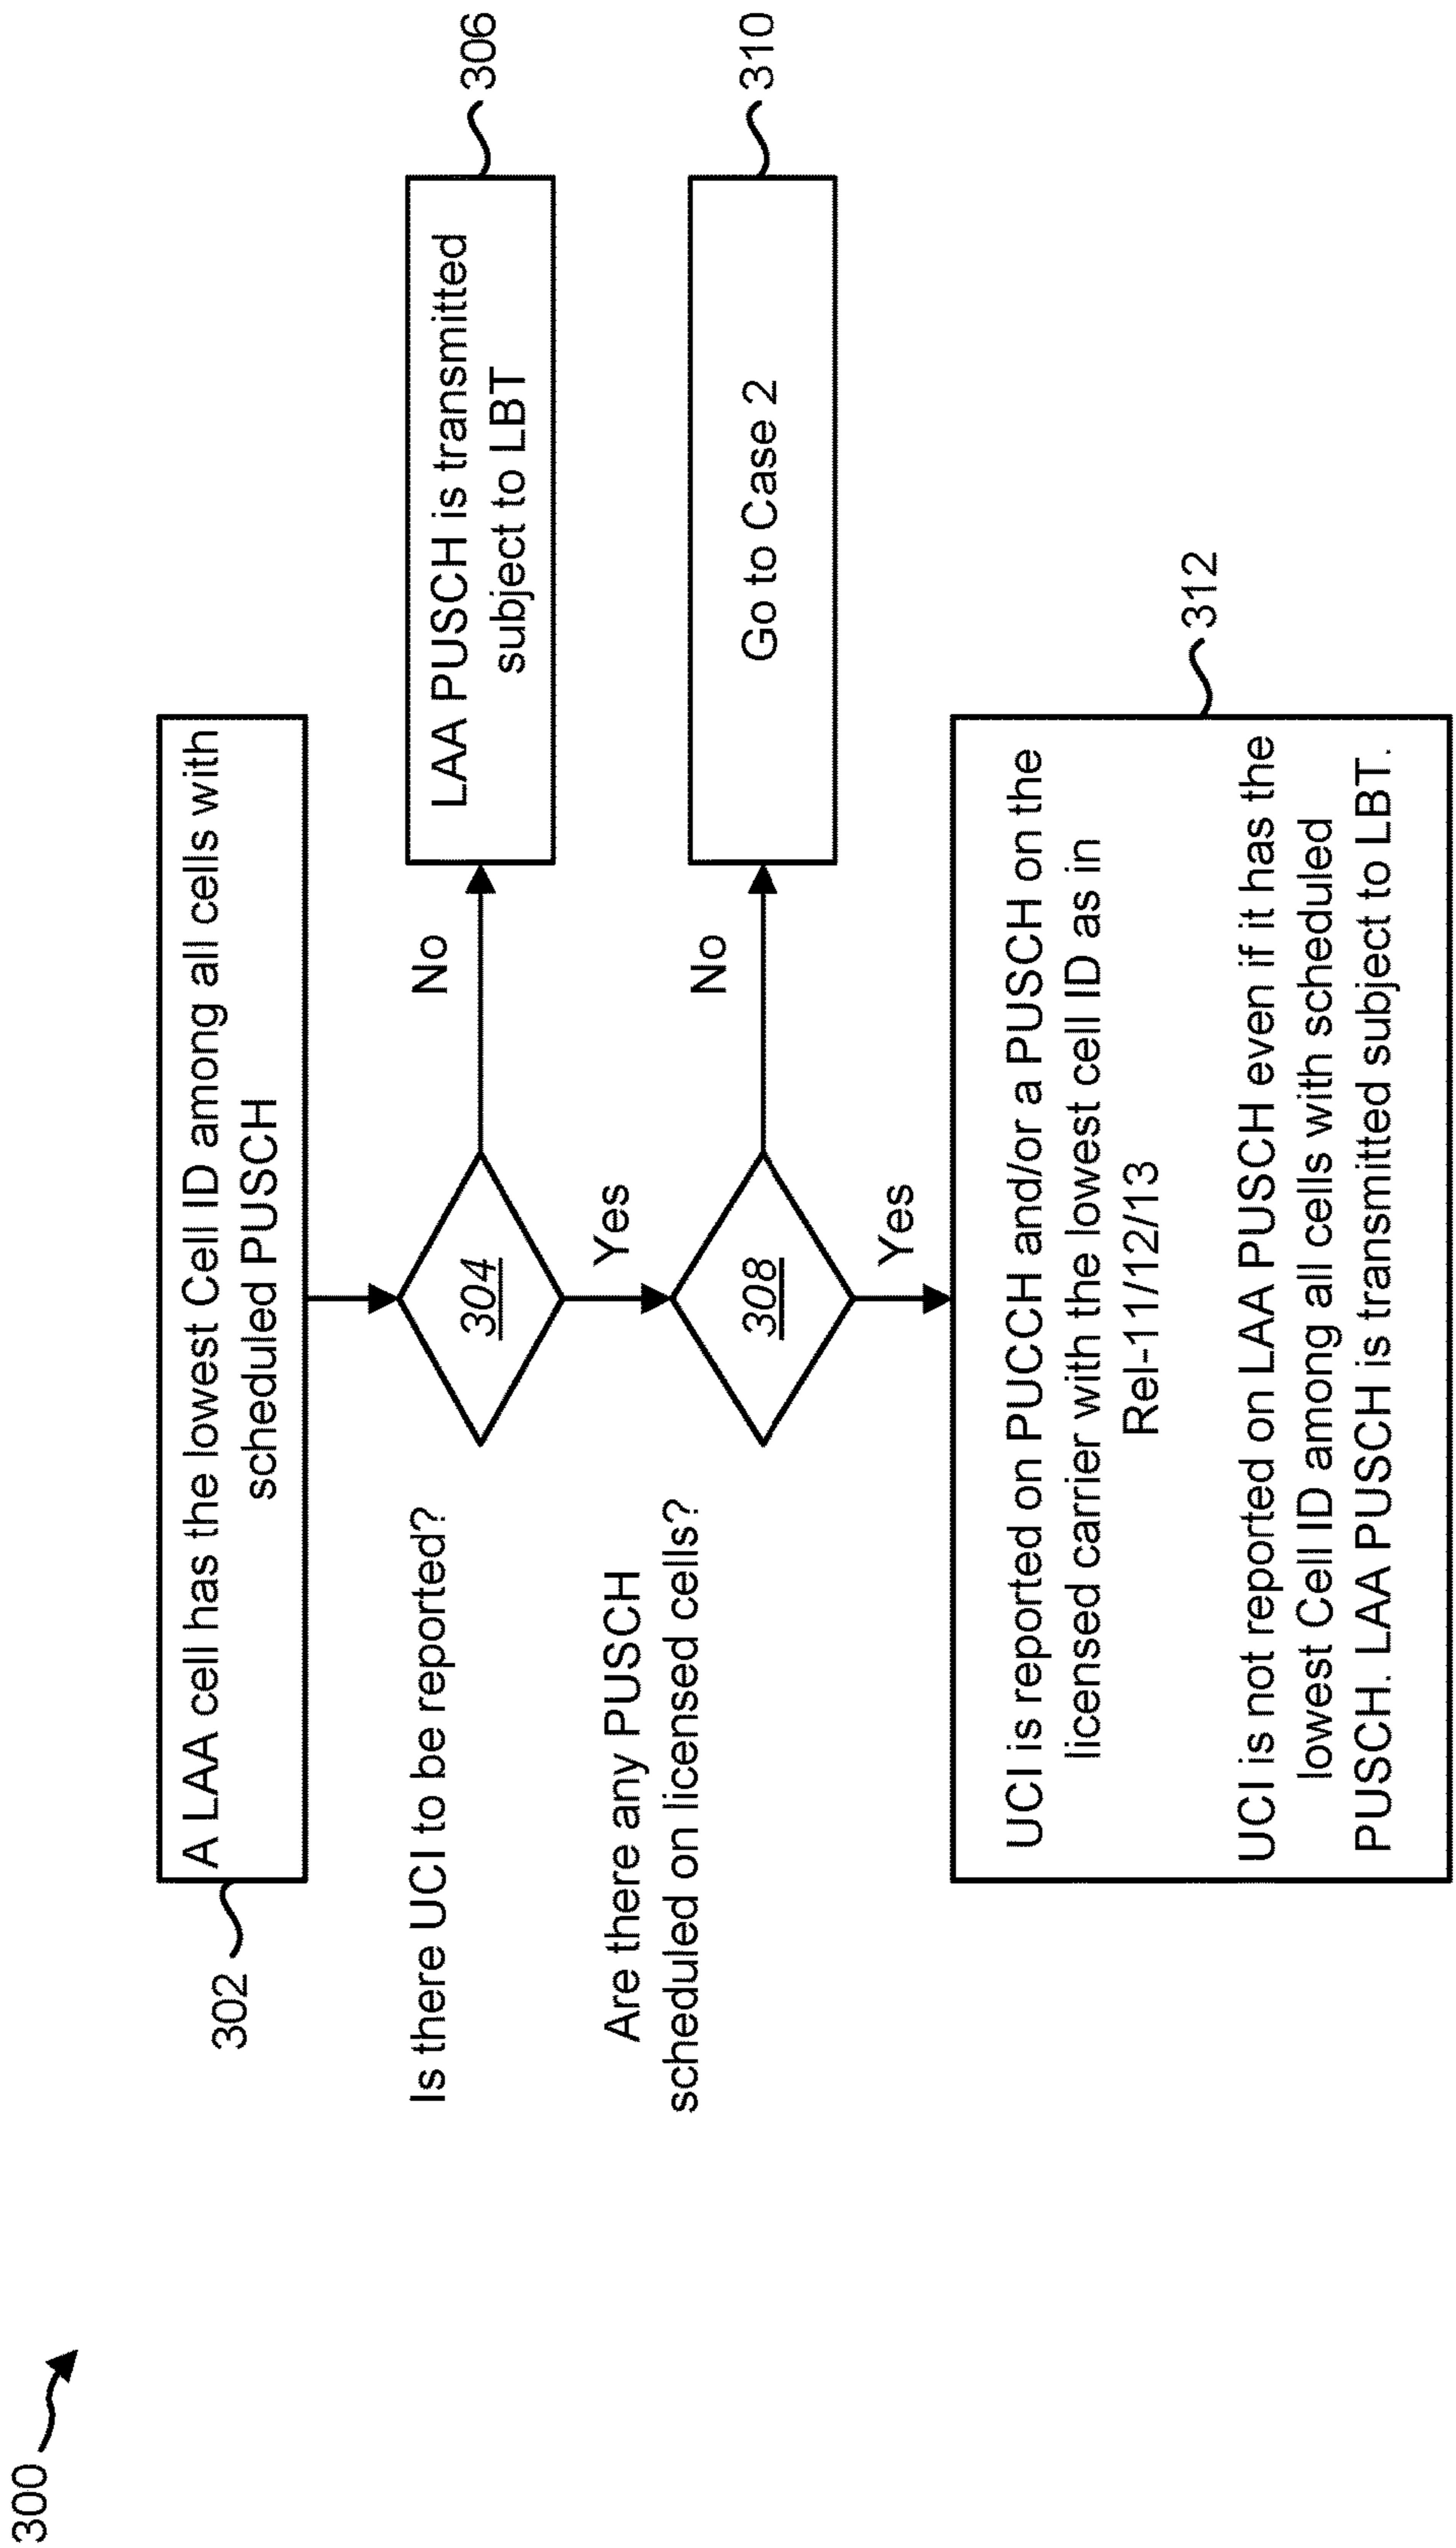 300
302
A LAA cell has the lowest Cell ID among all cells with
scheduled PUSCH
Is there UCI to be reported?
304
No
LAA PUSCH is transmitted
subject to LBT
306
Yes
Are there any PUSCH
scheduled on licensed cells?
308
No
Go to Case 2
310
Yes
312
UCI is reported on PUCCH and/or a PUSCH on the
licensed carrier with the lowest cell ID as in
Rel-11/12/13
UCI is not reported on LAA PUSCH even if it has the
lowest Cell ID among all cells with scheduled
PUSCH. LAA PUSCH is transmitted subject to LBT.